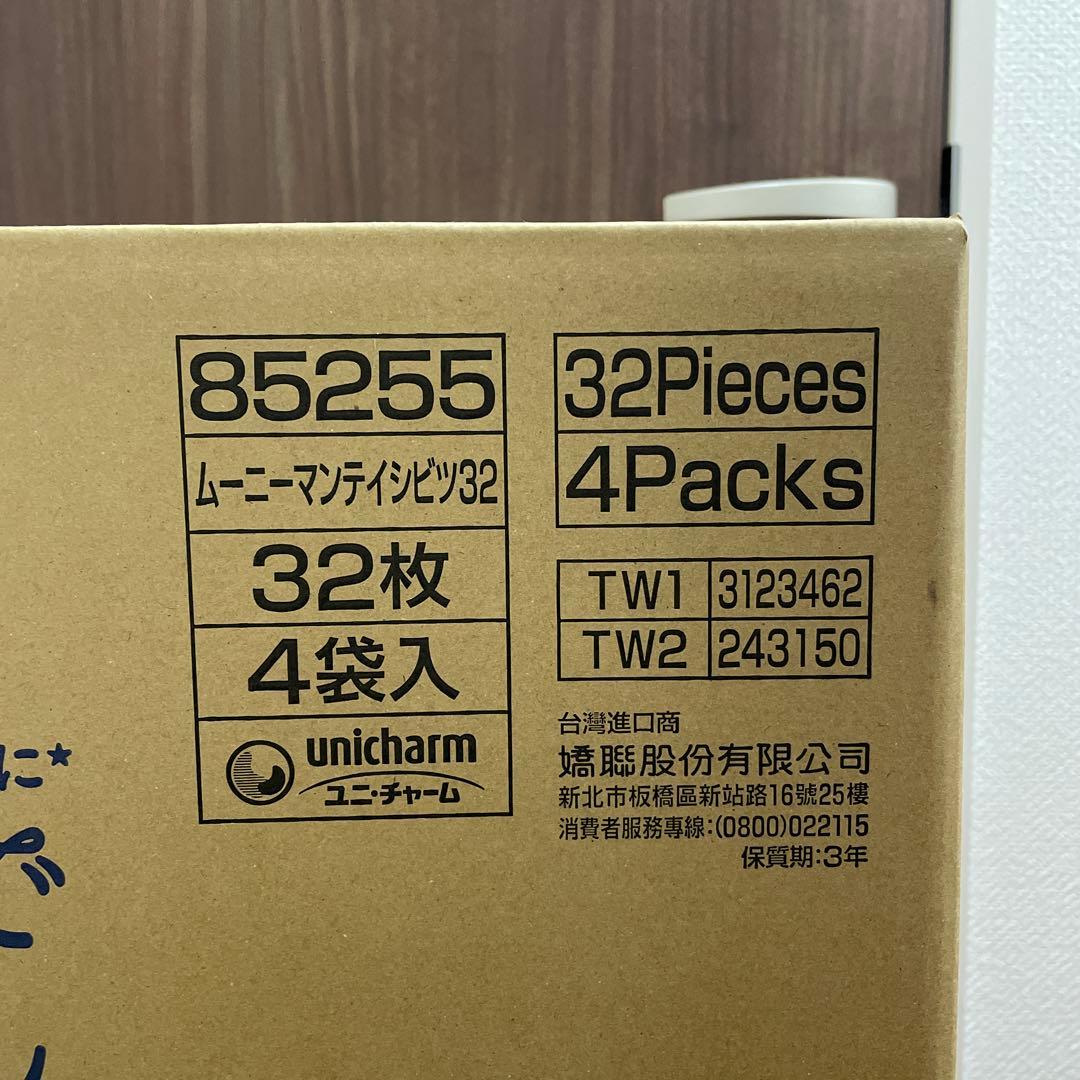 85255
ムーニーマンテイシビツ32
32枚
4袋入
unicharm
ユニ・チャーム
32Pieces
4Packs
TW1 3123462
TW2 243150
台灣進口商
嬌聯股份有限公司
新北市板橋區新站路16號25樓
消費者服務專線:(0800)022115
保質期:3年
に★